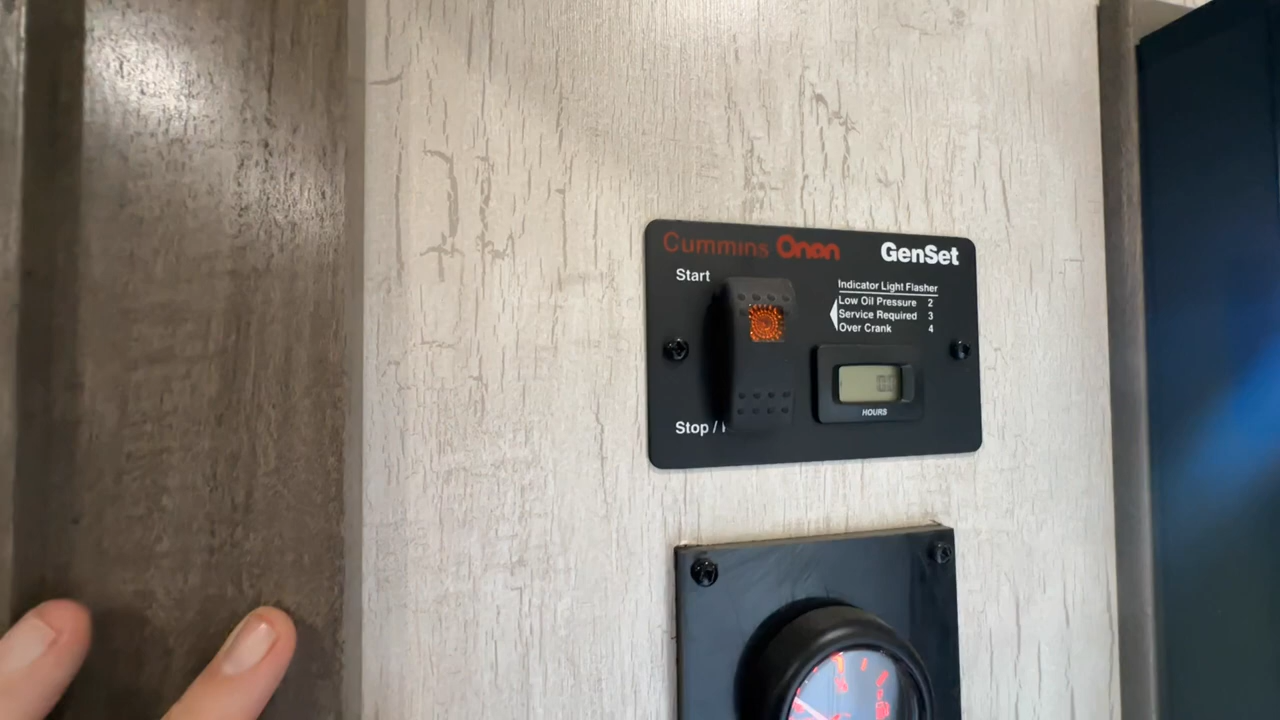 Cummins Onan GenSet
Start
Indicator Light Flasher
Low Oil Pressure 2
Service Required 3
Over Crank 4
HOURS
Stop /